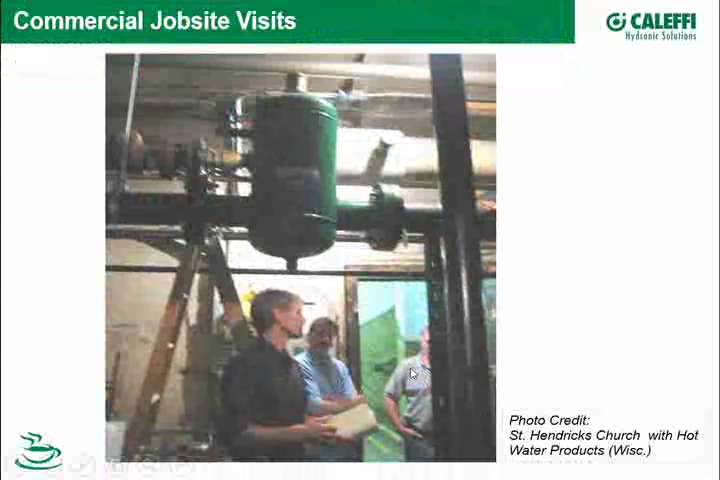 Commercial Jobsite Visits
CALEFFI
Hydronic Solutions
Photo Credit:
St. Hendricks Church with Hot
Water Products (Wisc.)